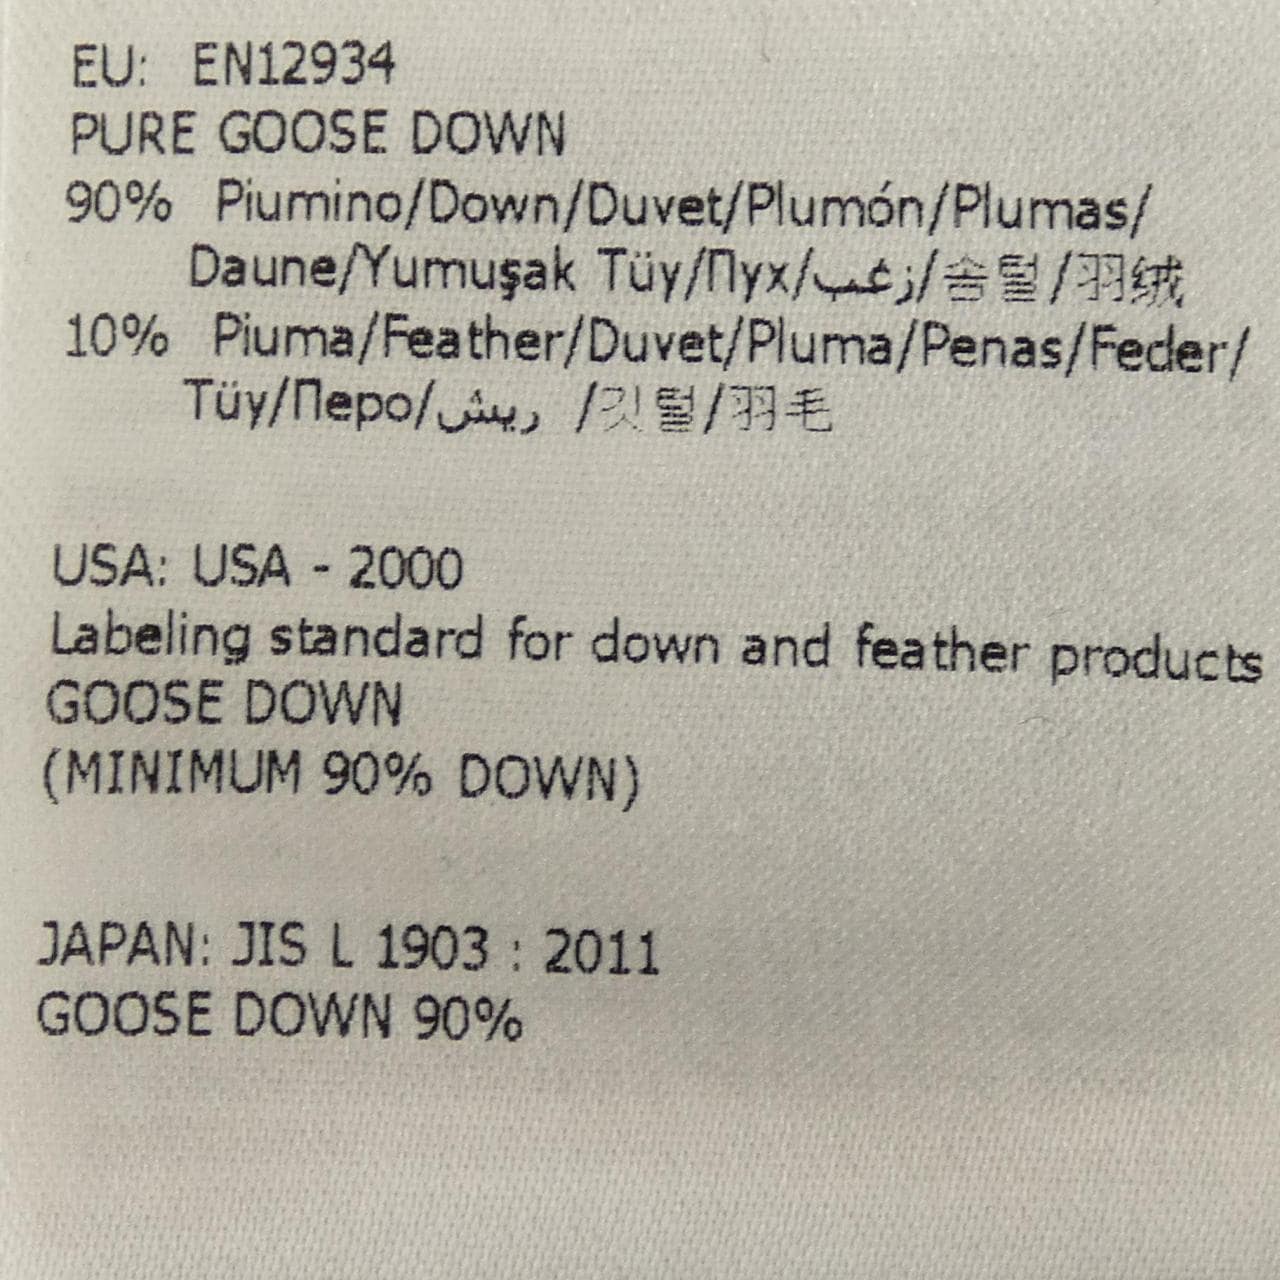 EU: EN12934
PURE GOOSE DOWN
90% Piumino/Down/Duvet/Plumón/Plumas/
Daune/Yumuşak Tüy/Пух/زغب/솜털/羽绒
10% Piuma/Feather/Duvet/Pluma/Penas/Feder/
Tüy/Перо/ريش /깃털/羽毛
USA: USA - 2000
Labeling standard for down and feather products
GOOSE DOWN
(MINIMUM 90% DOWN)
JAPAN: JIS L 1903 : 2011
GOOSE DOWN 90%